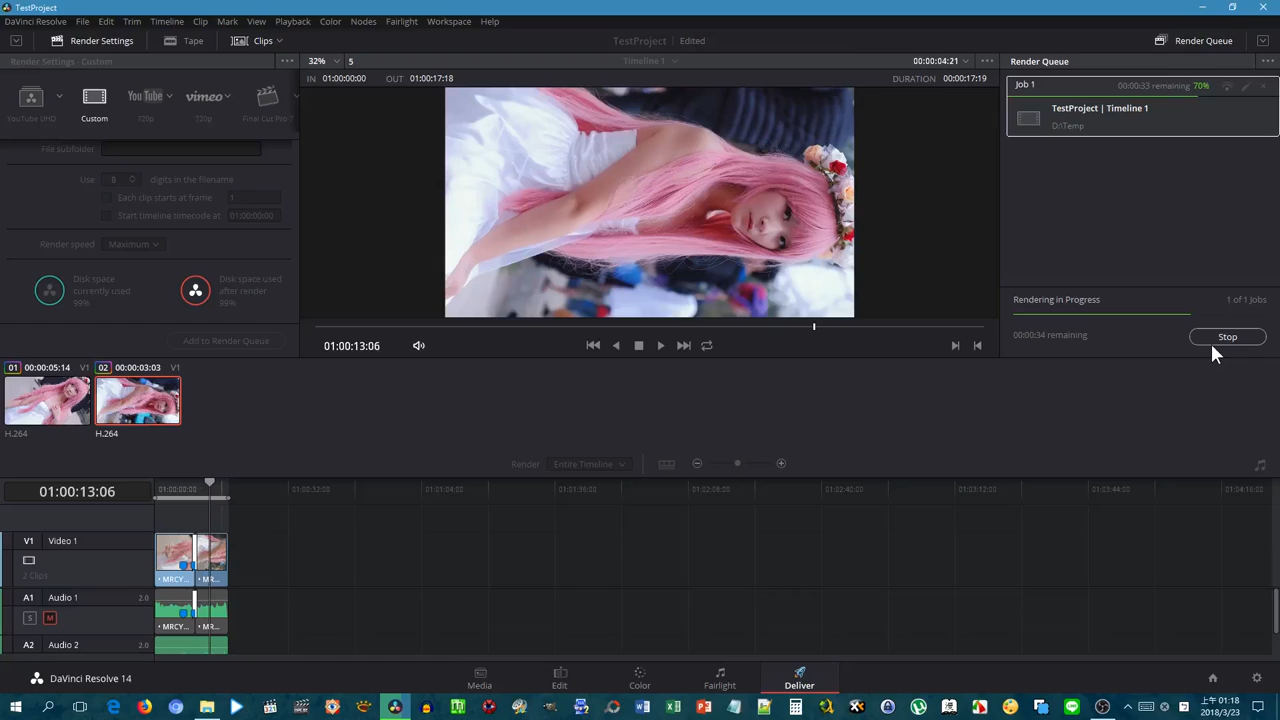 TestProject
DaVinci Resolve File Edit Trim Timeline Clip Mark View Playback Color Nodes Fairlight Workspace Help
Render Settings Tape Clips TestProject Edited Render Queue
Render Settings - Custom 32% 5 Timeline 1 00:00:04:21 Render Queue
IN 01:00:00:00 OUT 01:00:17:18 DURATION 00:00:17:19
Job 1 00:00:33 remaining 70%
YouTube vimeo
TestProject | Timeline 1
YouTube UHD Custom 720p 720p Final Cut Pro 7
D:\Temp
File subfolder
Use 8 digits in the filename
Each clip starts at frame 1
Start timeline timecode at 01:00:00:00
Render speed Maximum
Disk space currently used 99%
Disk space used after render 99%
Rendering in Progress 1 of 1 Jobs
00:00:34 remaining Stop
Add to Render Queue
01:00:13:06
01 00:00:05:14 V1 02 00:00:03:03 V1
H.264 H.264
Render Entire Timeline
01:00:13:06 01:00:00:00 01:00:32:00 01:01:04:00 01:01:36:00 01:02:08:00 01:02:40:00 01:03:12:00 01:03:44:00 01:04:16:00
V1 Video 1
2 Clips
• MRCY... • MR...
A1 Audio 1 2.0
S M
• MRCY... • MR...
A2 Audio 2 2.0
DaVinci Resolve 14 Media Edit Color Fairlight Deliver
上午 01:18
2018/3/23